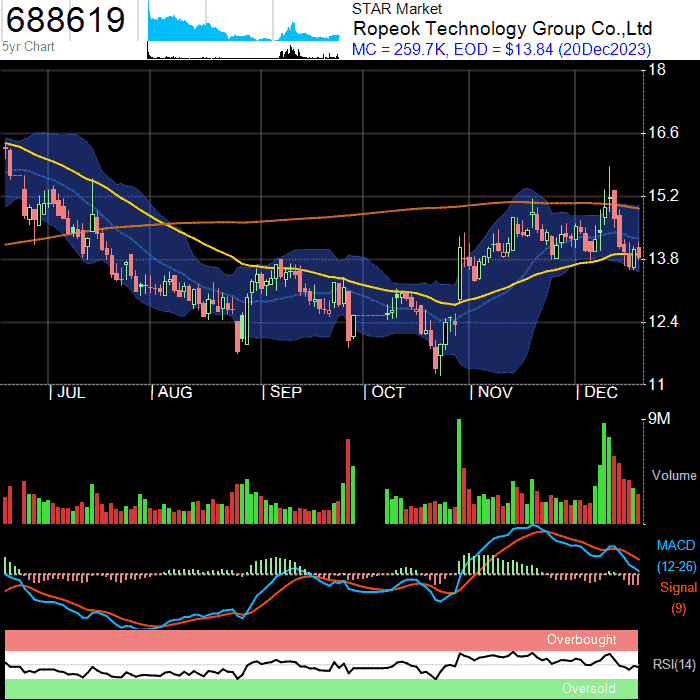 688619
5yr Chart
STAR Market
Ropeok Technology Group Co.,Ltd
MC = 259.7K, EOD = $13.84 (20Dec2023)
18
16.6
15.2
13.8
12.4
11
| JUL | AUG | SEP | OCT | NOV | DEC
9M
Volume
MACD
(12-26)
Signal
(9)
Overbought
RSI(14)
Oversold